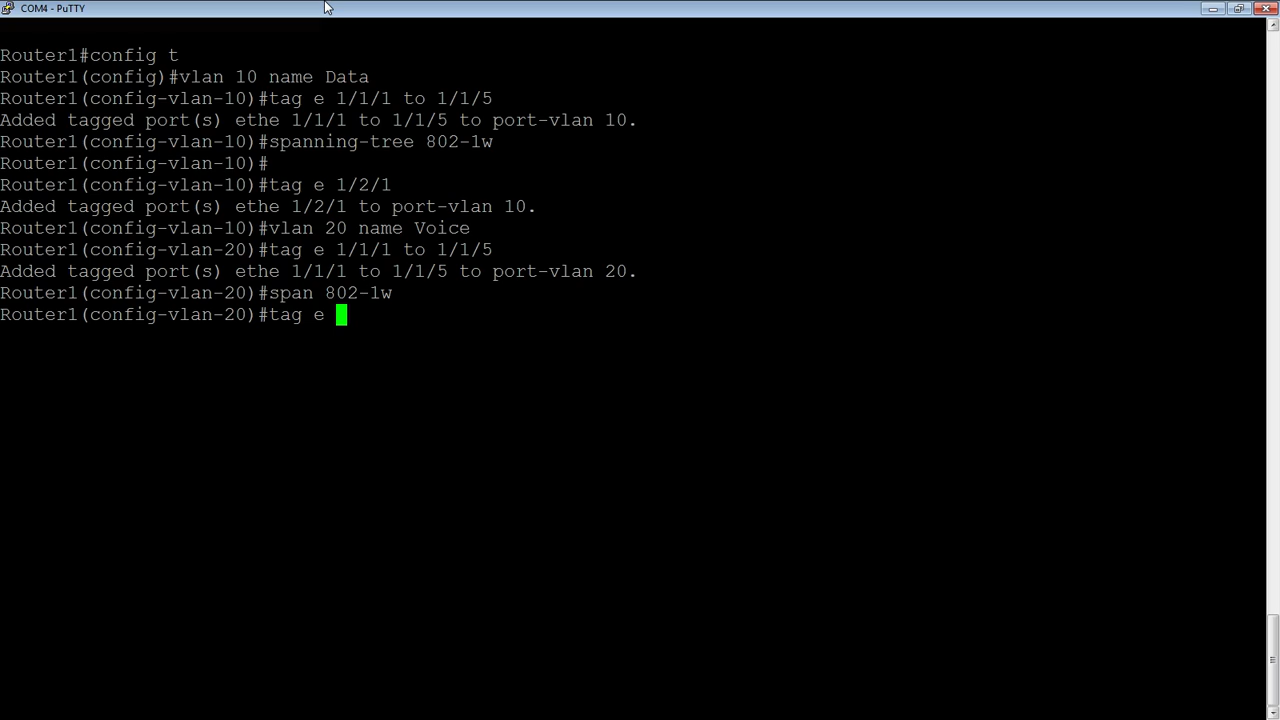 COM4 - PuTTY
Router1#config t
Router1(config)#vlan 10 name Data
Router1(config-vlan-10)#tag e 1/1/1 to 1/1/5
Added tagged port(s) ethe 1/1/1 to 1/1/5 to port-vlan 10.
Router1(config-vlan-10)#spanning-tree 802-1w
Router1(config-vlan-10)#
Router1(config-vlan-10)#tag e 1/2/1
Added tagged port(s) ethe 1/2/1 to port-vlan 10.
Router1(config-vlan-10)#vlan 20 name Voice
Router1(config-vlan-20)#tag e 1/1/1 to 1/1/5
Added tagged port(s) ethe 1/1/1 to 1/1/5 to port-vlan 20.
Router1(config-vlan-20)#span 802-1w
Router1(config-vlan-20)#tag e